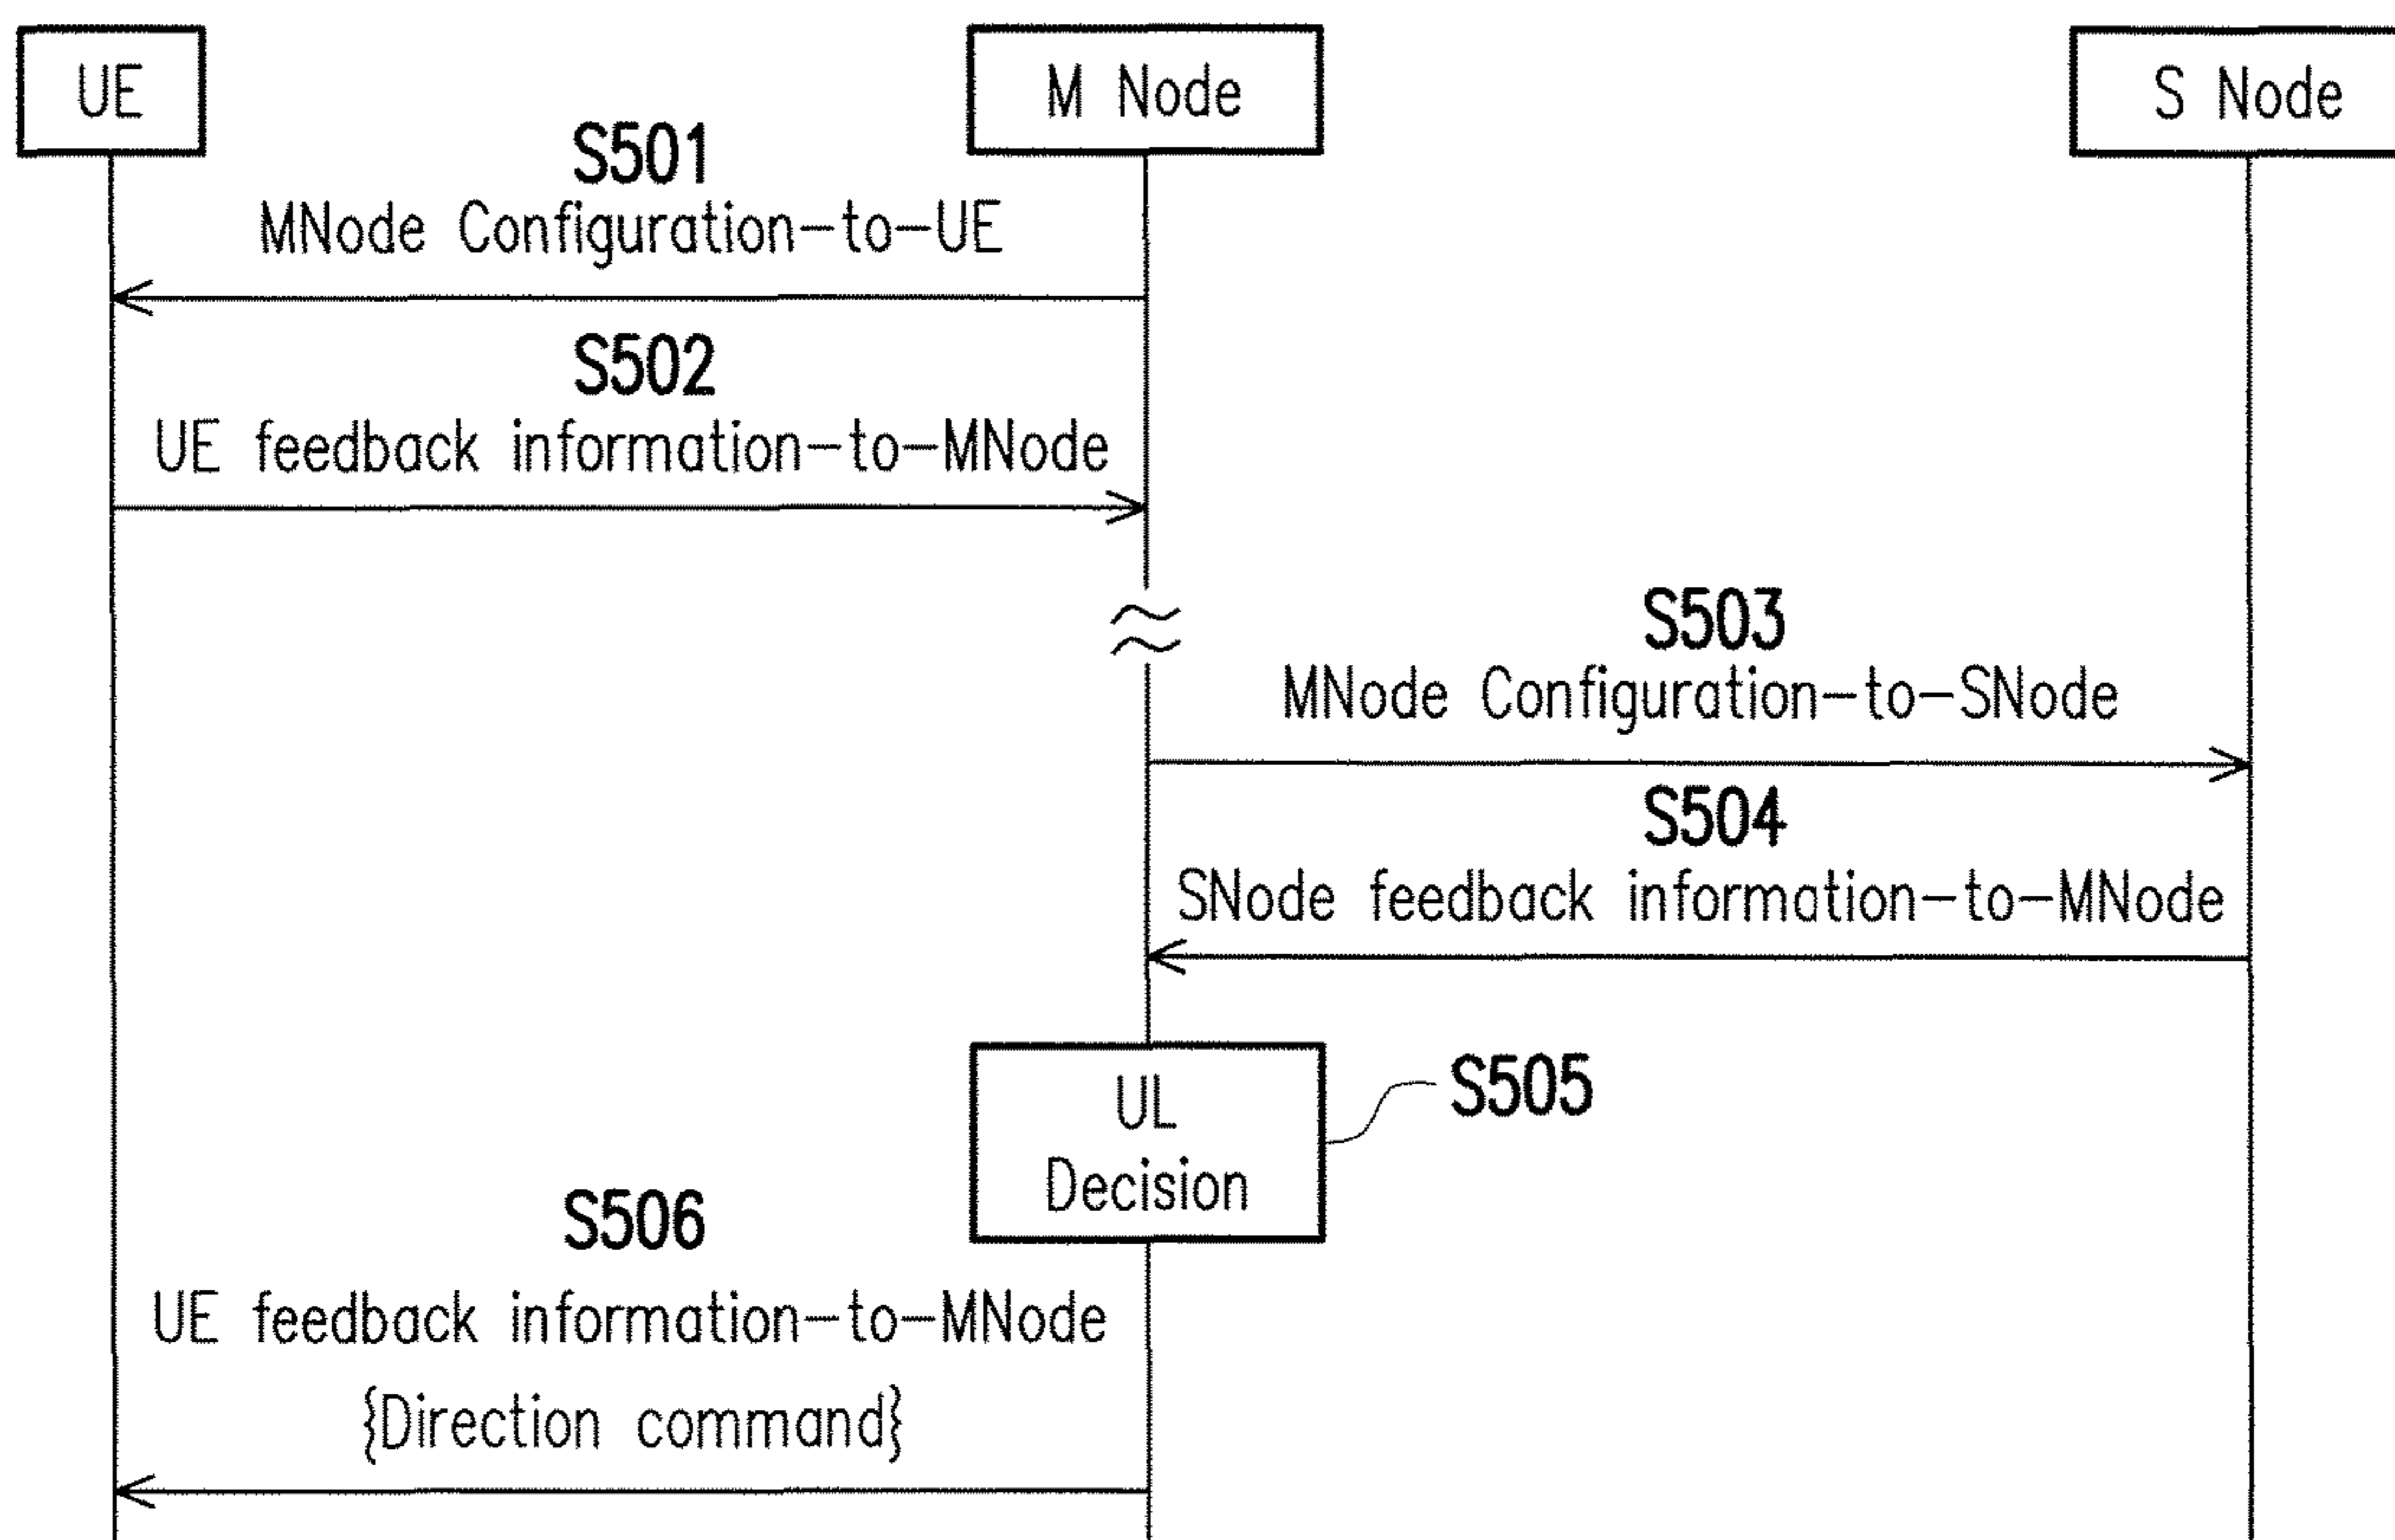 UE
M Node
S Node
S501
MNode Configuration-to-UE
S502
UE feedback information-to-MNode
S503
MNode Configuration-to-SNode
S504
SNode feedback information-to-MNode
UL
Decision
S505
S506
UE feedback information-to-MNode
{Direction command}